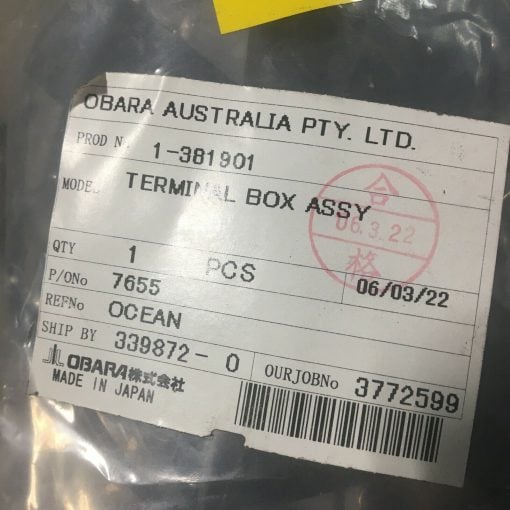 OBARA AUSTRALIA PTY. LTD.
PROD No. 1-381901
MODEL TERMINAL BOX ASSY
合
06.3.22
格
QTY 1 PCS 06/03/22
P/ONo 7655
REFNo OCEAN
SHIP BY 339872-0
OBARA株式会社 OURJOBNo 3772599
MADE IN JAPAN